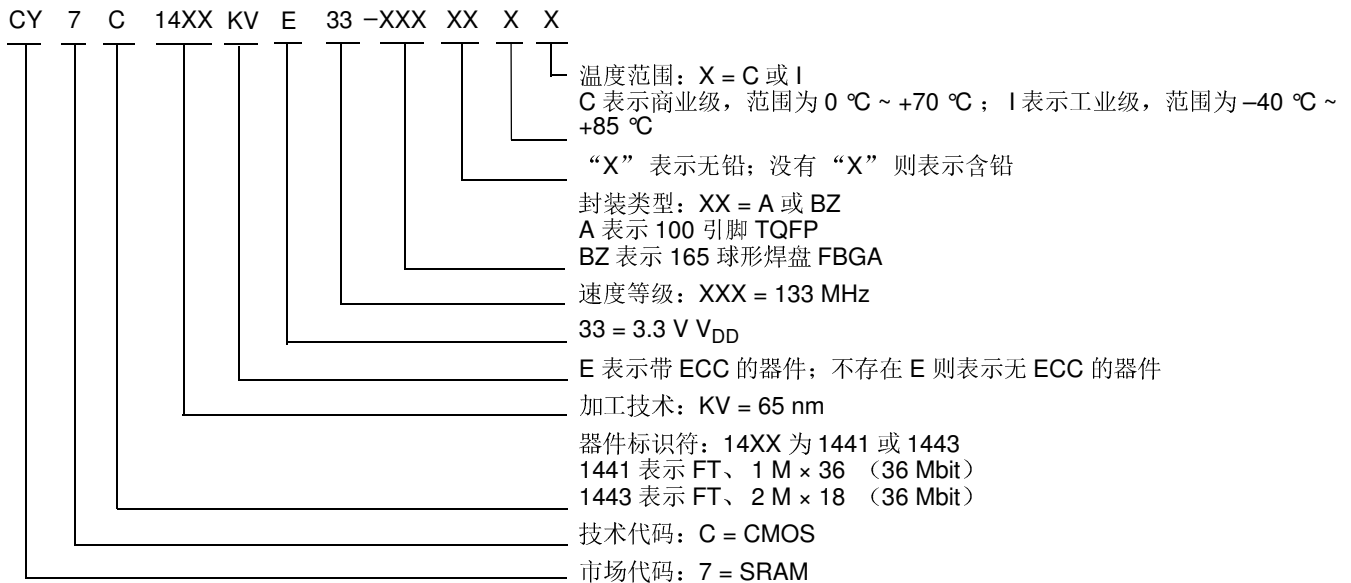 CY 7 C 14XX KV E 33 –XXX XX X X
温度范围：X = C 或 I
C 表示商业级，范围为 0 ℃ ~ +70 ℃； I 表示工业级，范围为 –40 ℃ ~
+85 ℃
“X” 表示无铅；没有 “X” 则表示含铅
封装类型：XX = A 或 BZ
A 表示 100 引脚 TQFP
BZ 表示 165 球形焊盘 FBGA
速度等级：XXX = 133 MHz
33 = 3.3 V VDD
E 表示带 ECC 的器件；不存在 E 则表示无 ECC 的器件
加工技术：KV = 65 nm
器件标识符：14XX 为 1441 或 1443
1441 表示 FT、 1 M × 36 （36 Mbit）
1443 表示 FT、 2 M × 18 （36 Mbit）
技术代码：C = CMOS
市场代码：7 = SRAM